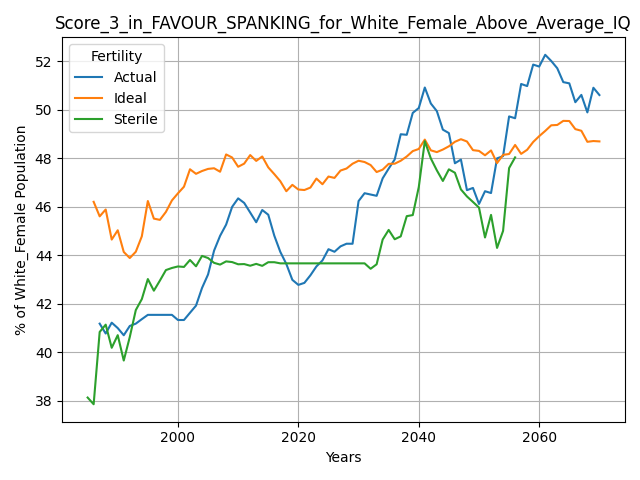 Score_3_in_FAVOUR_SPANKING_for_White_Female_Above_Average_IQ
% of White_Female Population
52
50
48
46
44
42
40
38
Fertility
Actual
Ideal
Sterile
2000
2020
2040
2060
Years